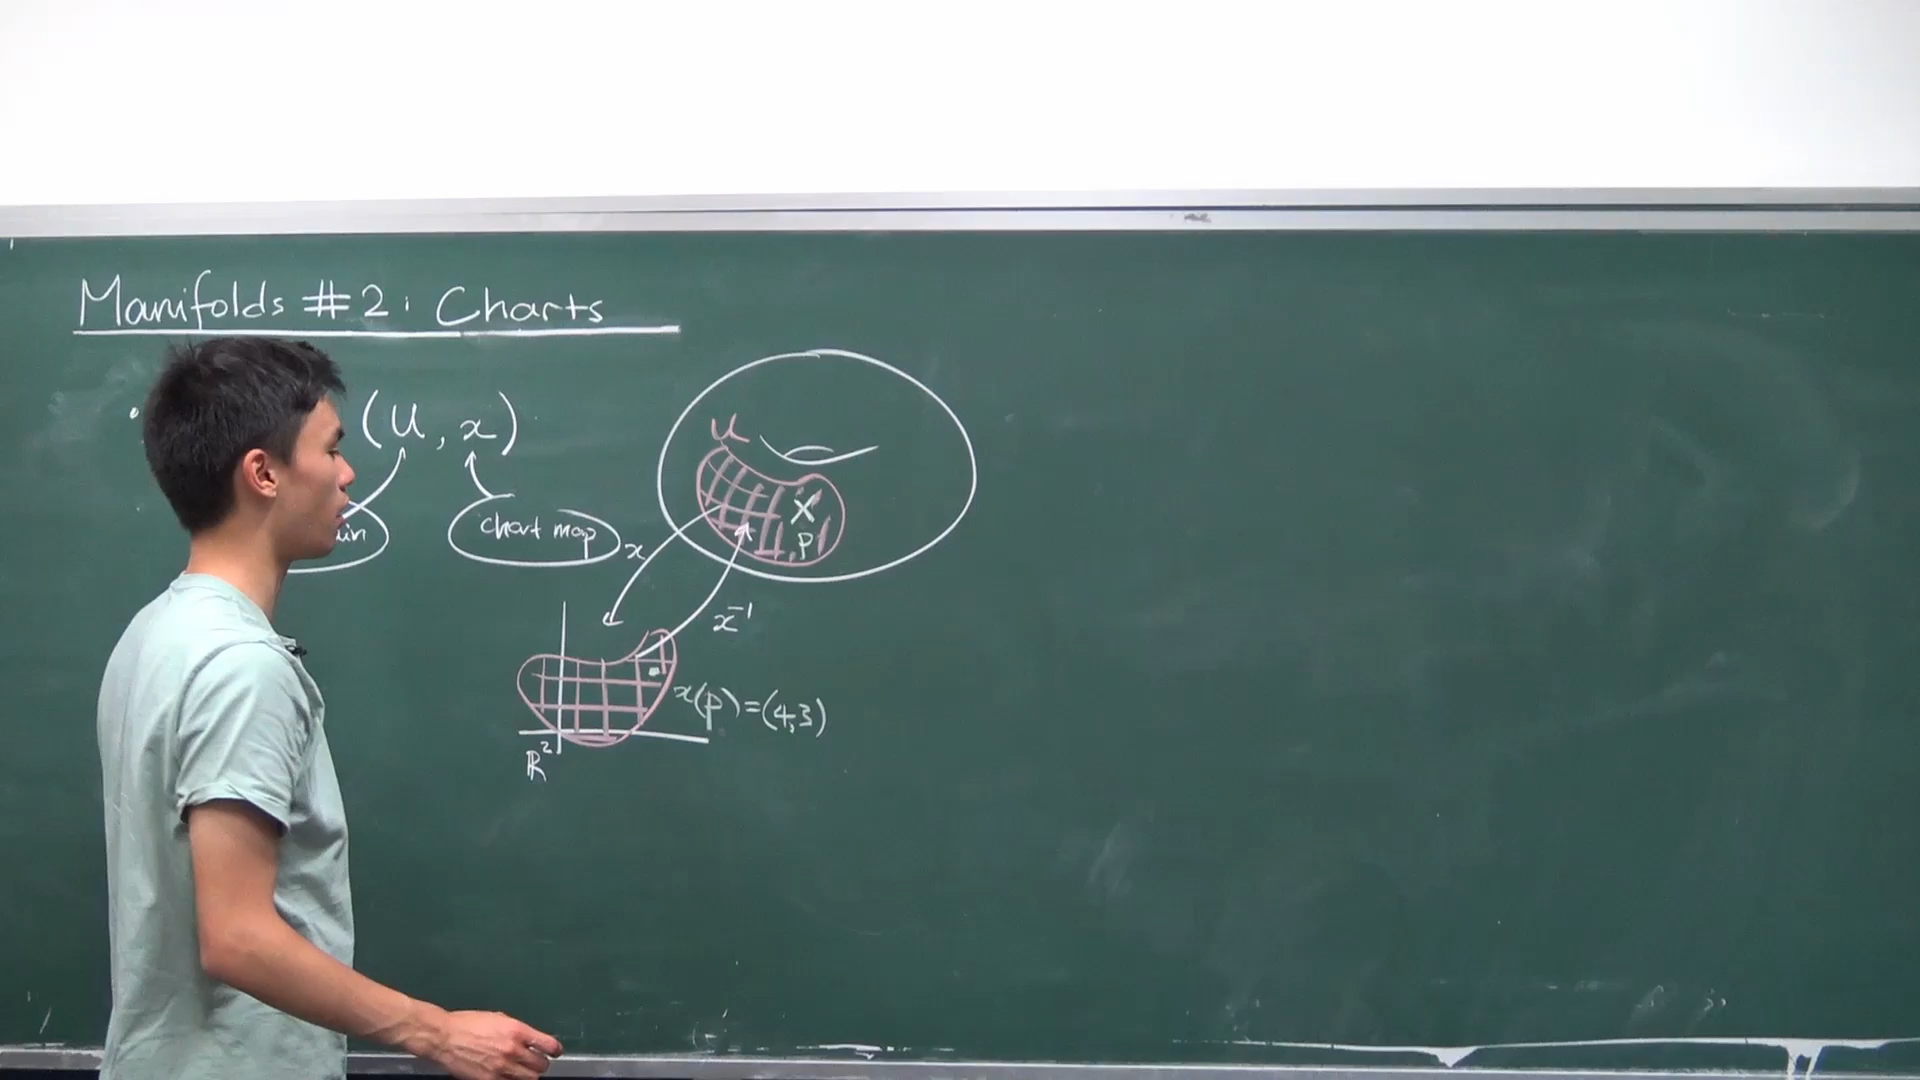 Manifolds #2: Charts
(U, x)
chart map
U
p
x
x⁻¹
x(p)=(4,3)
ℝ²